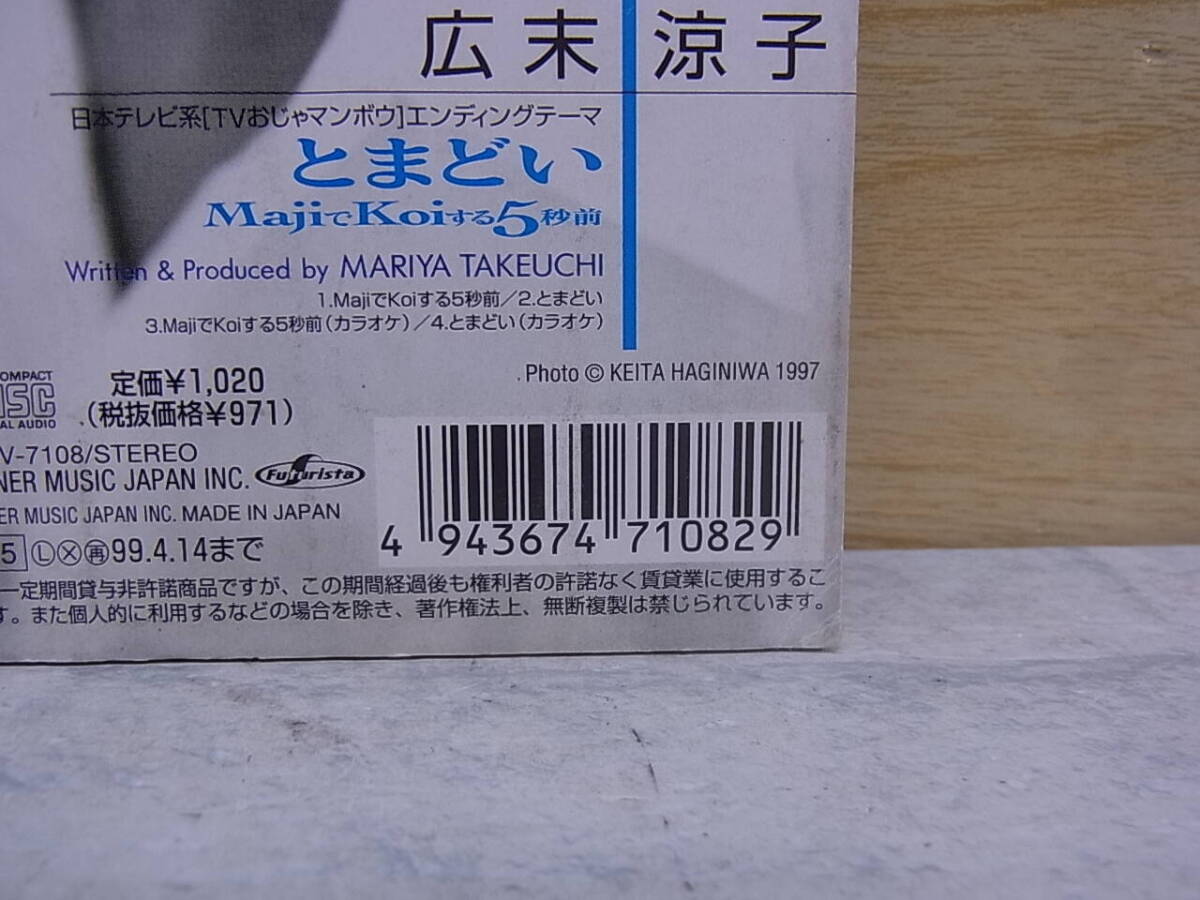 広末 涼子
日本テレビ系[TVおじゃマンボウ]エンディングテーマ
とまどい
MajiでKoiする5秒前
Written & Produced by MARIYA TAKEUCHI
1.MajiでKoiする5秒前/2.とまどい
3.MajiでKoiする5秒前(カラオケ)/4.とまどい(カラオケ)
Photo © KEITA HAGINIWA 1997
COMPACT
DISC
AL AUDIO
定価¥1,020
(税抜価格¥971)
V-7108/STEREO
NER MUSIC JAPAN INC. Futurista
ER MUSIC JAPAN INC. MADE IN JAPAN
5 Ⓛ Ⓧ ㊞99.4.14まで
4 943674 710829
一定期間貸与非許諾商品ですが、この期間経過後も権利者の許諾なく賃貸業に使用するこ
す。また個人的に利用するなどの場合を除き、著作権法上、無断複製は禁じられています。